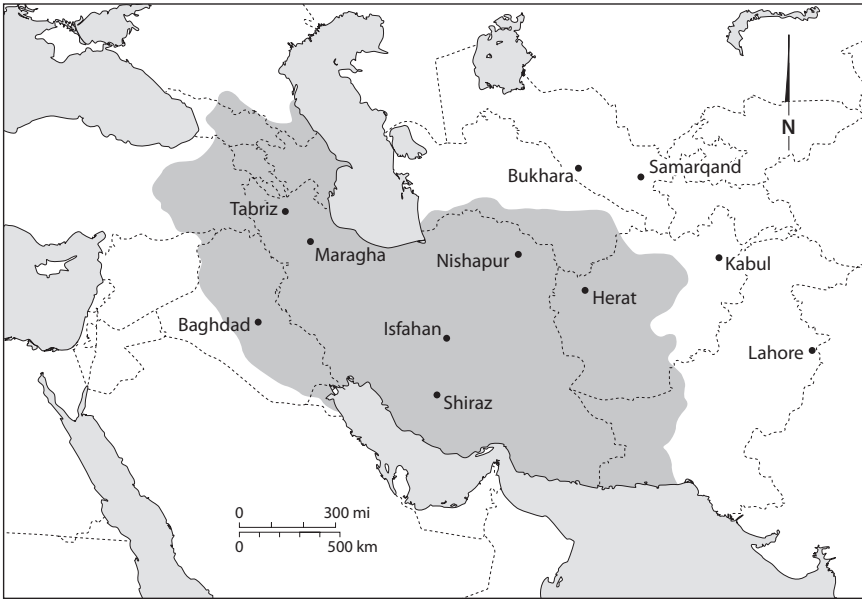 N
Bukhara
Samarqand
Tabriz
Maragha
Nishapur
Kabul
Herat
Baghdad
Isfahan
Lahore
Shiraz
0 300 mi
0 500 km